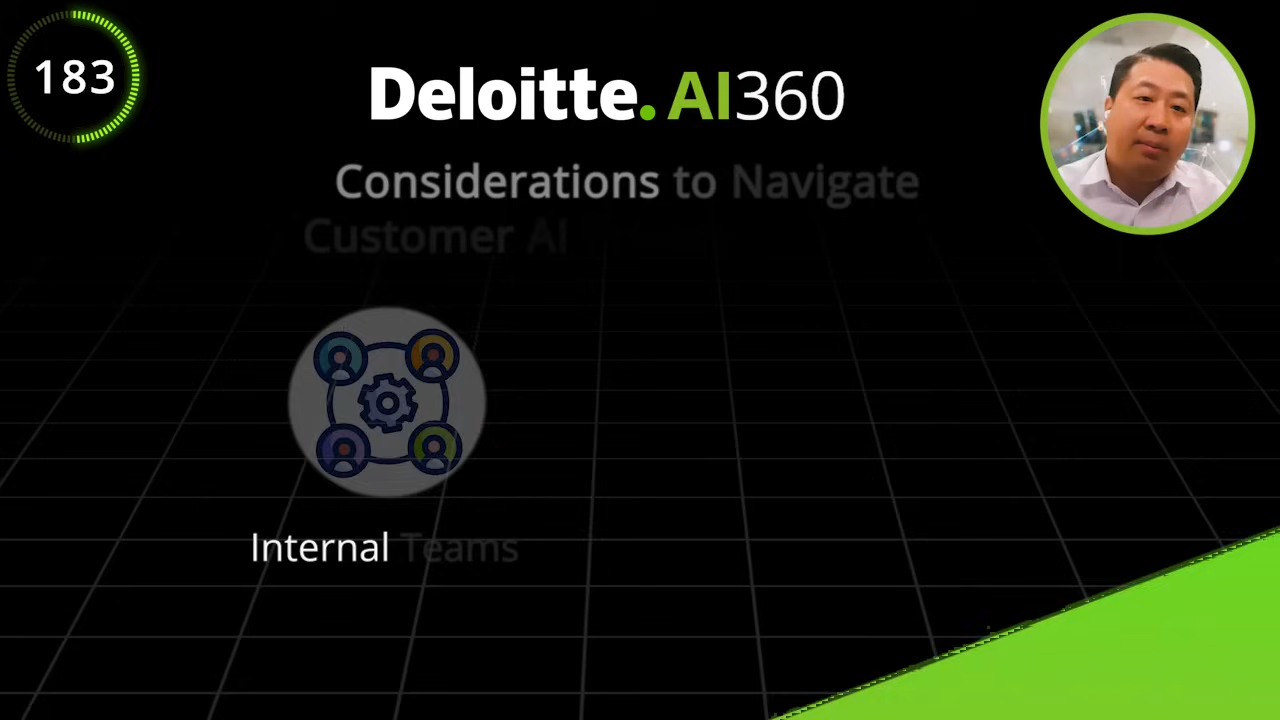 183
Deloitte. AI360
Considerations to Navigate
Customer AI
Internal Teams